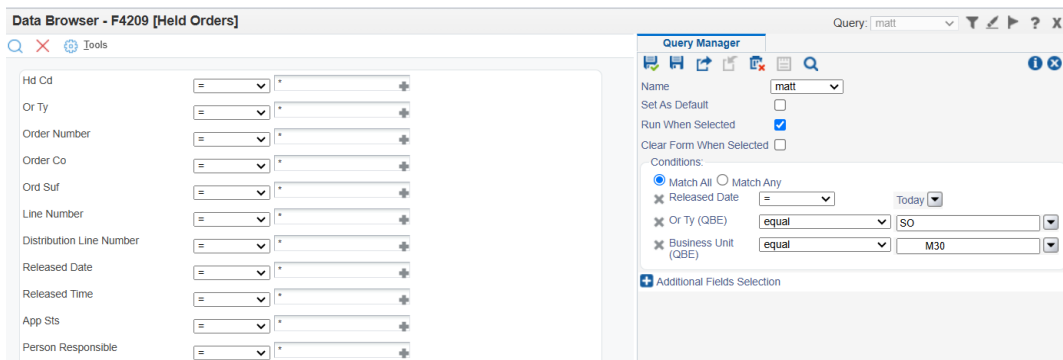 Data Browser - F4209 [Held Orders]
Query: matt
? X
Tools
Query Manager
Hd Cd = *
Or Ty = *
Order Number = *
Order Co = *
Ord Suf = *
Line Number = *
Distribution Line Number = *
Released Date = *
Released Time = *
App Sts = *
Person Responsible = *
Name matt
Set As Default
Run When Selected
Clear Form When Selected
Conditions:
Match All Match Any
Released Date = Today
Or Ty (QBE) equal SO
Business Unit equal M30
(QBE)
Additional Fields Selection